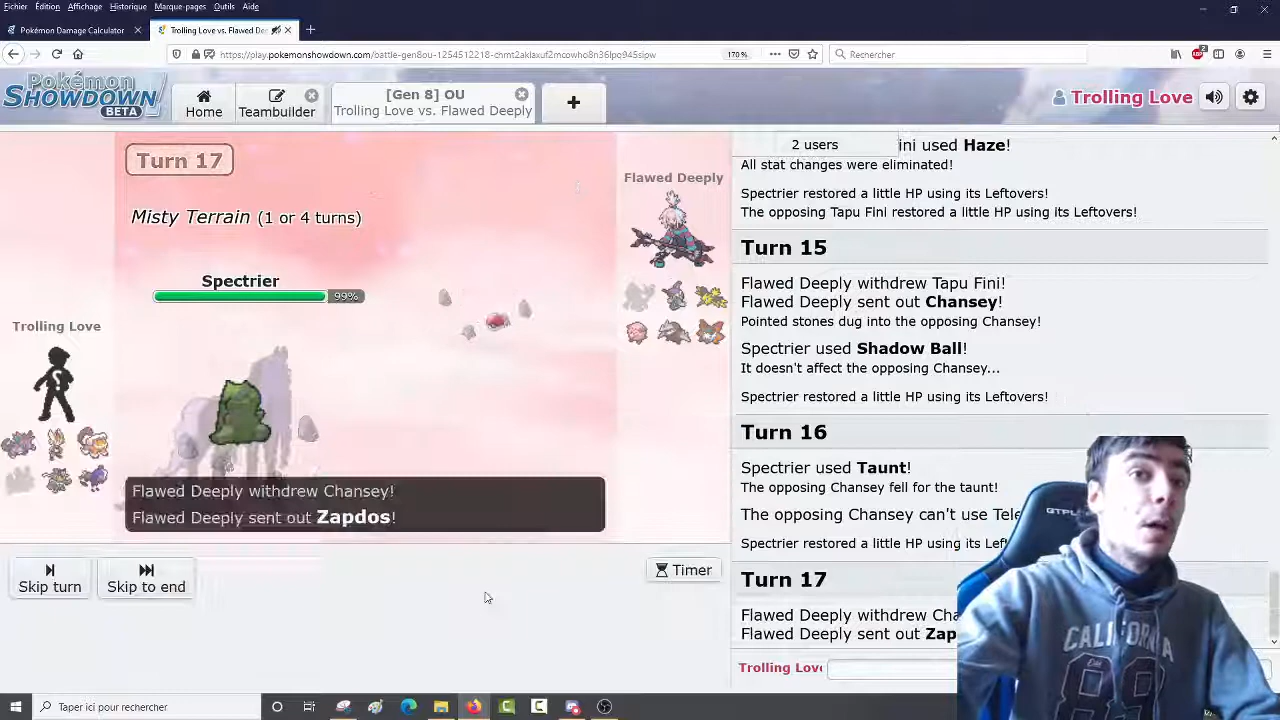 Fichier Édition Affichage Historique Marque-pages Outils Aide
Pokémon Damage Calculator
Trolling Love vs. Flawed Dee
https://play.pokemonshowdown.com/battle-gen8ou-1254512218-chmt2aklaxuf2mcowhcl8n36lpq945sipw
170 %
Rechercher
Pokémon
SHOWDOWN
BETA
Home
Teambuilder
[Gen 8] OU
Trolling Love vs. Flawed Deeply
Trolling Love
Turn 17
Misty Terrain (1 or 4 turns)
Spectrier
99%
Trolling Love
Flawed Deeply
Flawed Deeply withdrew Chansey!
Flawed Deeply sent out Zapdos!
Skip turn
Skip to end
Timer
2 users
ini used Haze!
All stat changes were eliminated!
Spectrier restored a little HP using its Leftovers!
The opposing Tapu Fini restored a little HP using its Leftovers!
Turn 15
Flawed Deeply withdrew Tapu Fini!
Flawed Deeply sent out Chansey!
Pointed stones dug into the opposing Chansey!
Spectrier used Shadow Ball!
It doesn't affect the opposing Chansey...
Spectrier restored a little HP using its Leftovers!
Turn 16
Spectrier used Taunt!
The opposing Chansey fell for the taunt!
The opposing Chansey can't use Tele
Spectrier restored a little HP using its Lef
Turn 17
Flawed Deeply withdrew Cha
Flawed Deeply sent out Zap
Trolling Lov
GTPL
CALIFORNIA
89
Taper ici pour rechercher